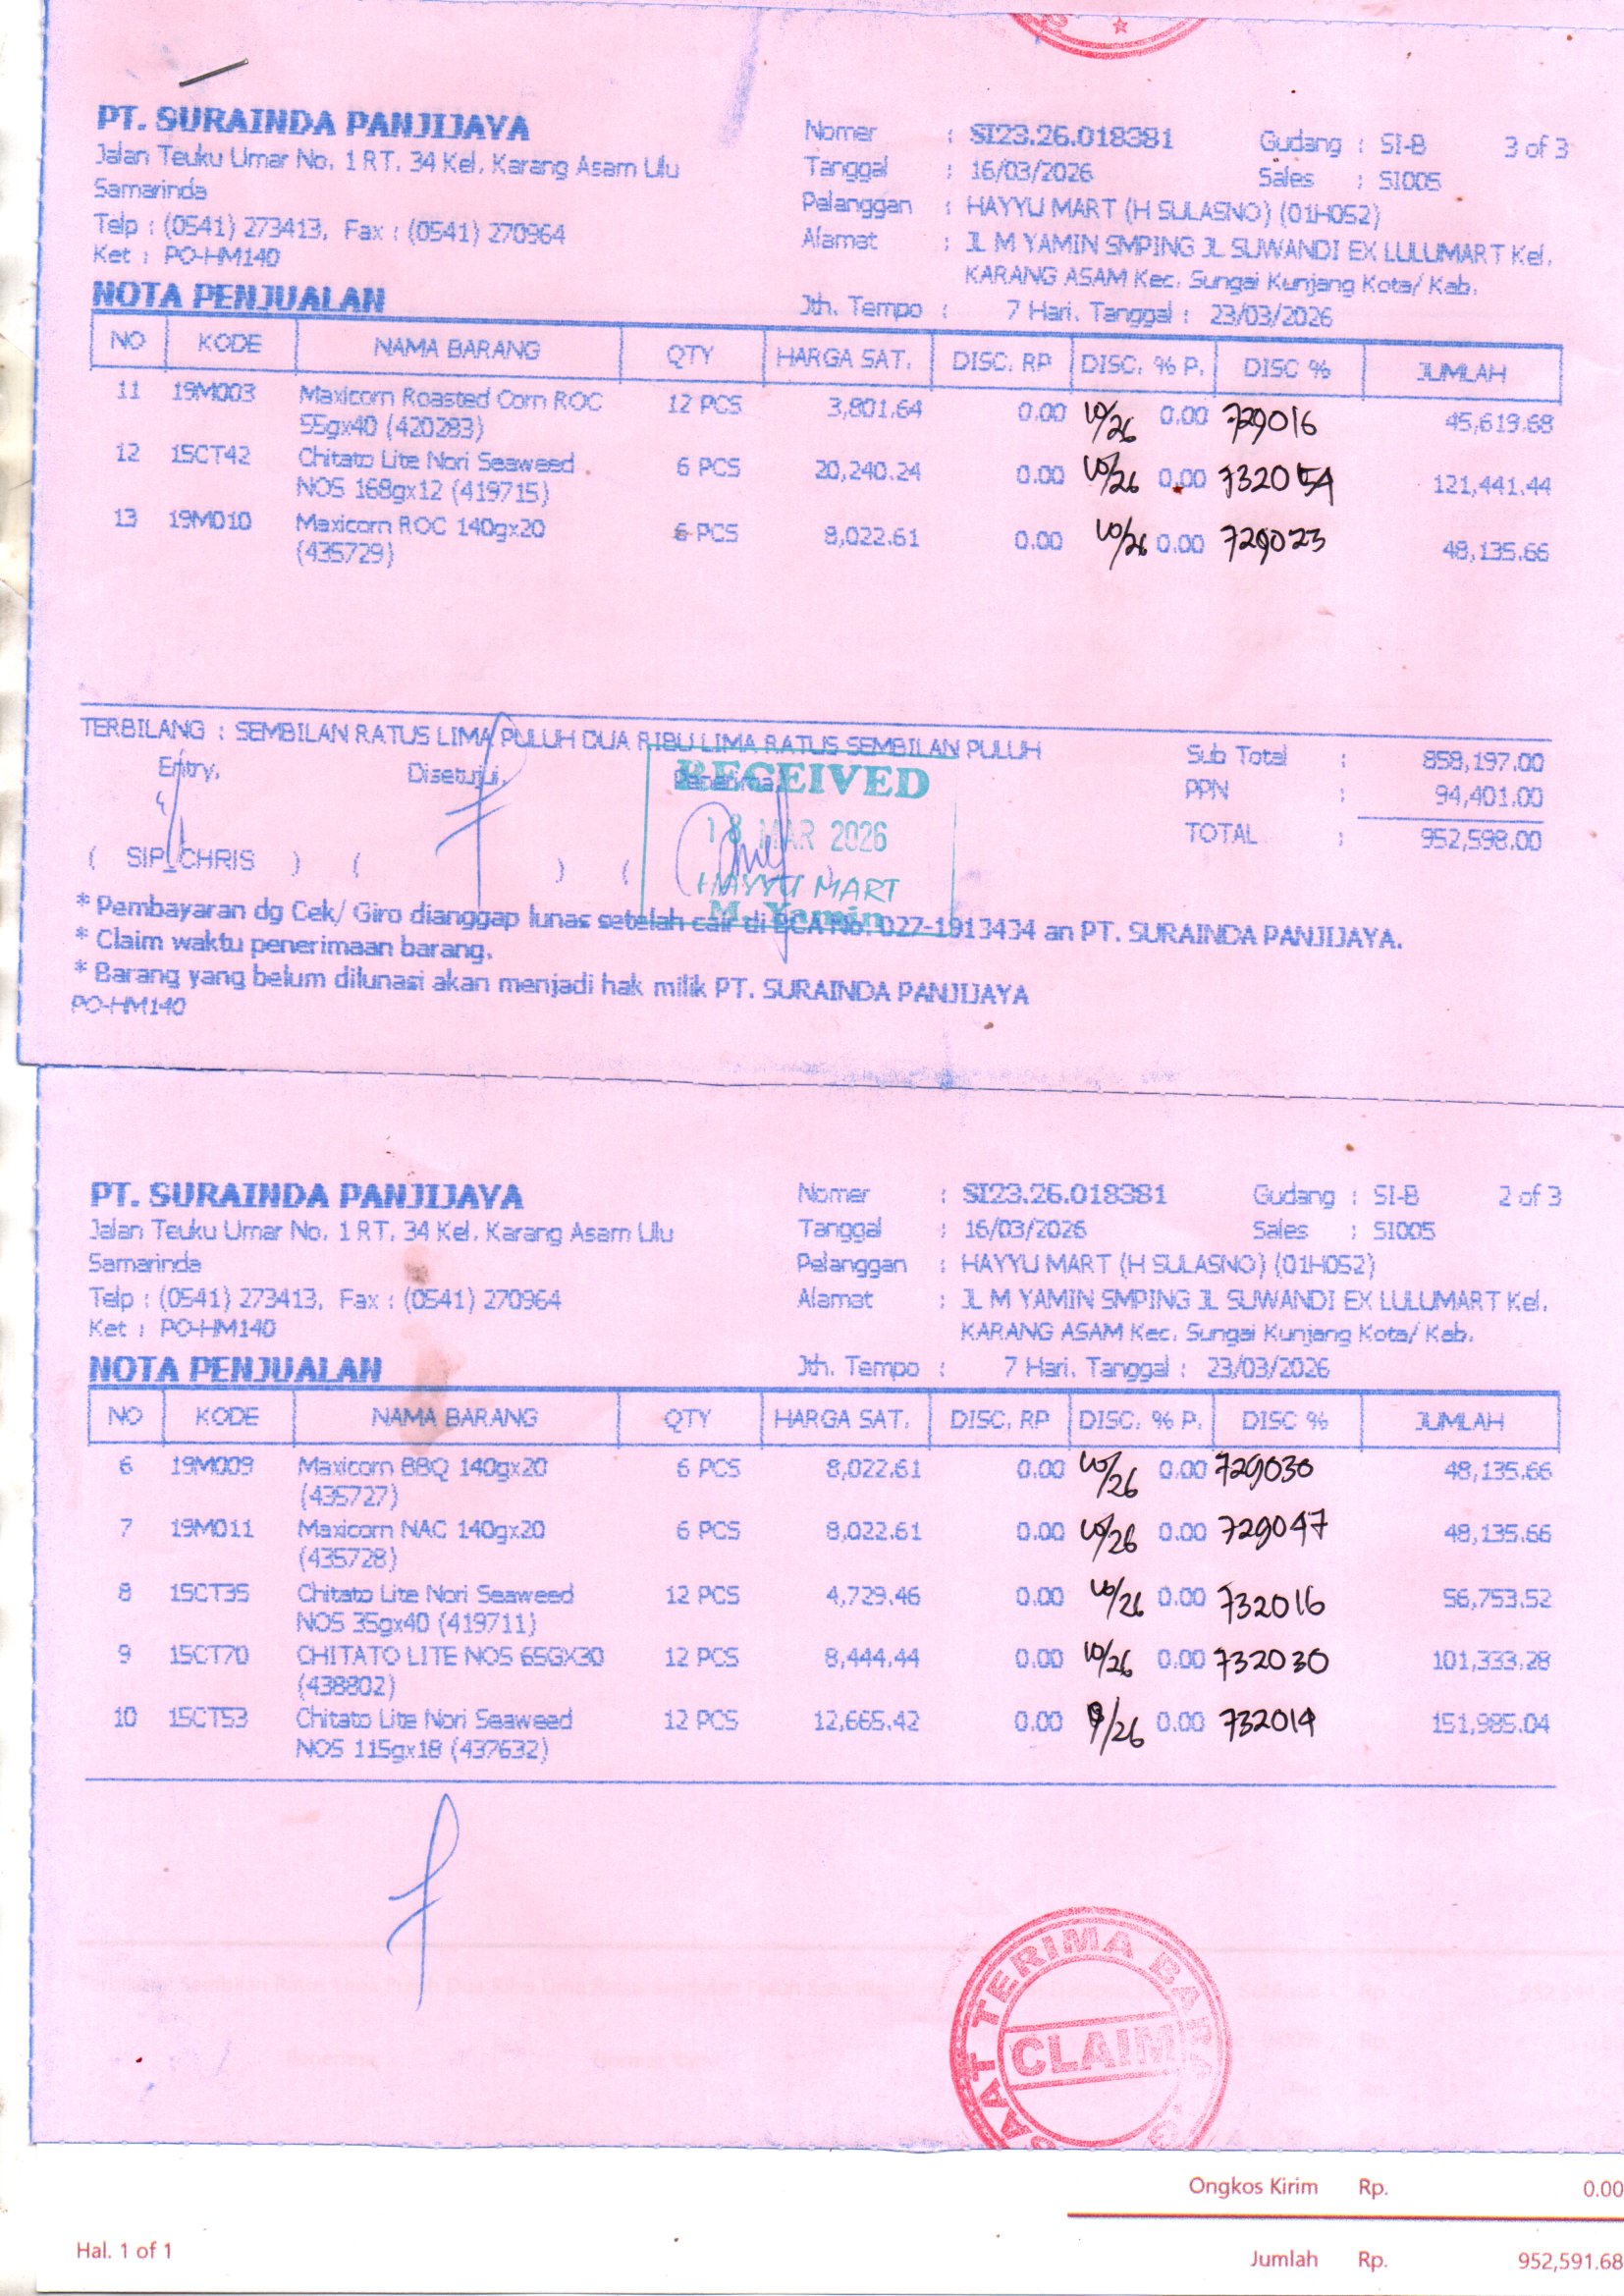 PT. SURAINDA PANJIJAYA
Jalan Teuku Umar No. 1 RT. 34 Kel. Karang Asam Ulu
Samarinda
Telp : (0541) 273413, Fax : (0541) 270964
Ket : PO-HM140
NOTA PENJUALAN
Nomer : SI23.26.018381 Gudang : SI-B 3 of 3
Tanggal : 16/03/2026 Sales : SI005
Pelanggan : HAYYU MART (H SULASNO) (01H052)
Alamat : JL M YAMIN SMPING JL SUWANDI EX LULUMART Kel.
KARANG ASAM Kec. Sungai Kunjang Kota/ Kab.
Jth. Tempo : 7 Hari. Tanggal : 23/03/2026
NO KODE NAMA BARANG QTY HARGA SAT. DISC. RP DISC. % P. DISC % JUMLAH
11 19M003 Maxicorn Roasted Corn ROC 12 PCS 3,801.64 0.00 10/26 0.00 729016 45,619.68
55gx40 (420283)
12 15CT42 Chitato Lite Nori Seaweed 6 PCS 20,240.24 0.00 10/26 0.00 732054 121,441.44
NOS 168gx12 (419715)
13 19M010 Maxicorn ROC 140gx20 6 PCS 8,022.61 0.00 10/26 0.00 729023 48,135.66
(435729)
TERBILANG : SEMBILAN RATUS LIMA PULUH DUA RIBU LIMA RATUS SEMBILAN PULUH
Entry, Disetujui, Penerima,
Sub Total : 858,197.00
PPN : 94,401.00
TOTAL : 952,598.00
RECEIVED
18 MAR 2026
HAYYU MART
M. Yamin
( SIP_CHRIS ) ( ) ( )
* Pembayaran dg Cek/ Giro dianggap lunas setelah cair di BCA No. 027-1913434 an PT. SURAINDA PANJIJAYA.
* Claim waktu penerimaan barang.
* Barang yang belum dilunasi akan menjadi hak milik PT. SURAINDA PANJIJAYA
PO-HM140
PT. SURAINDA PANJIJAYA
Jalan Teuku Umar No. 1 RT. 34 Kel. Karang Asam Ulu
Samarinda
Telp : (0541) 273413, Fax : (0541) 270964
Ket : PO-HM140
NOTA PENJUALAN
Nomer : SI23.26.018381 Gudang : SI-B 2 of 3
Tanggal : 16/03/2026 Sales : SI005
Pelanggan : HAYYU MART (H SULASNO) (01H052)
Alamat : JL M YAMIN SMPING JL SUWANDI EX LULUMART Kel.
KARANG ASAM Kec. Sungai Kunjang Kota/ Kab.
Jth. Tempo : 7 Hari. Tanggal : 23/03/2026
NO KODE NAMA BARANG QTY HARGA SAT. DISC. RP DISC. % P. DISC % JUMLAH
6 19M009 Maxicorn BBQ 140gx20 6 PCS 8,022.61 0.00 10/26 0.00 729030 48,135.66
(435727)
7 19M011 Maxicorn NAC 140gx20 6 PCS 8,022.61 0.00 10/26 0.00 729047 48,135.66
(435728)
8 15CT35 Chitato Lite Nori Seaweed 12 PCS 4,729.46 0.00 10/26 0.00 732016 56,753.52
NOS 35gx40 (419711)
9 15CT70 CHITATO LITE NOS 65GX30 12 PCS 8,444.44 0.00 10/26 0.00 732030 101,333.28
(438802)
10 15CT53 Chitato Lite Nori Seaweed 12 PCS 12,665.42 0.00 9/26 0.00 732014 151,985.04
NOS 115gx18 (437632)
SAAT TERIMA
CLAIM
Ongkos Kirim Rp. 0.00
Hal. 1 of 1
Jumlah Rp. 952,591.68